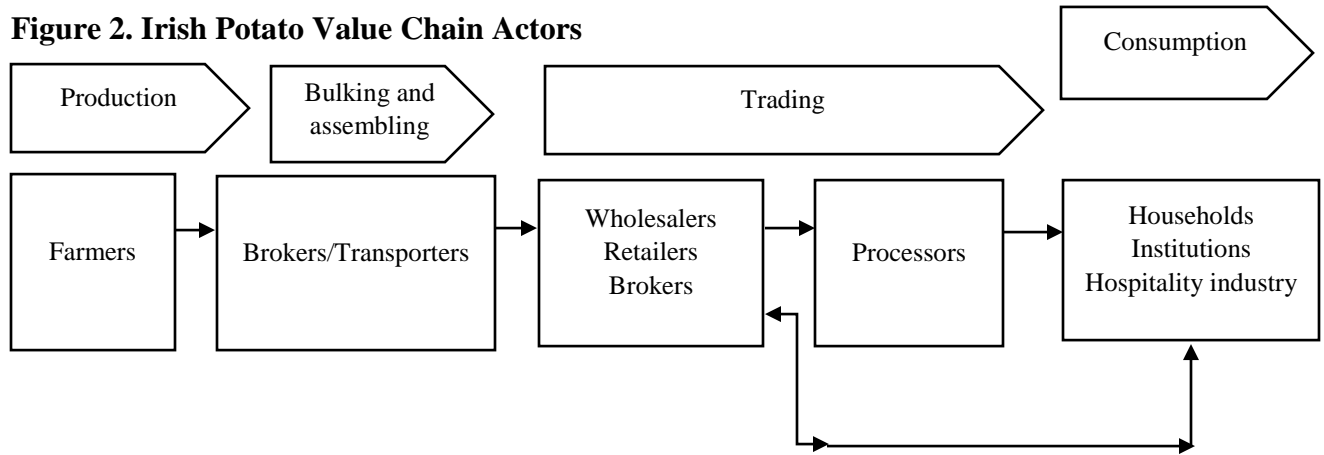 Figure 2. Irish Potato Value Chain Actors
Production
Bulking and
assembling
Trading
Consumption
Farmers
Brokers/Transporters
Wholesalers
Retailers
Brokers
Processors
Households
Institutions
Hospitality industry